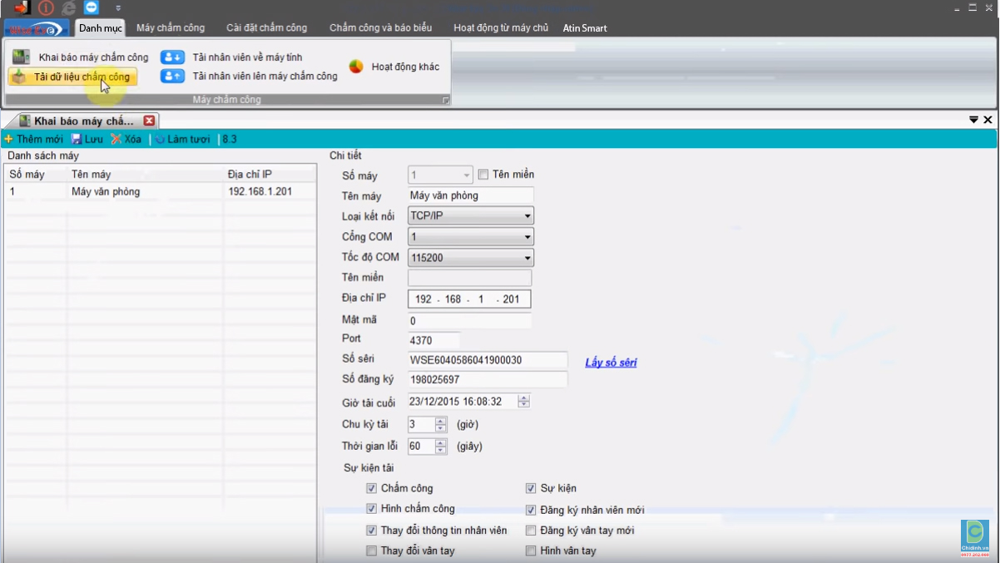 Danh mục Máy chấm công Cài đặt chấm công Chấm công và báo biểu Hoạt động từ máy chủ Atin Smart
Khai báo máy chấm công Tải nhân viên về máy tính Hoạt động khác
Tải dữ liệu chấm công Tải nhân viên lên máy chấm công
Máy chấm công
Khai báo máy chấ...
Thêm mới Lưu Xóa Làm tươi 8.3
Danh sách máy Chi tiết
Số máy Tên máy Địa chỉ IP
1 Máy văn phòng 192.168.1.201
Số máy 1 Tên miền
Tên máy Máy văn phòng
Loại kết nối TCP/IP
Cổng COM 1
Tốc độ COM 115200
Tên miền
Địa chỉ IP 192 . 168 . 1 . 201
Mật mã 0
Port 4370
Số sêri WSE6040586041900030 Lấy số sêri
Số đăng ký 198025697
Giờ tải cuối 23/12/2015 16:08:32
Chu kỳ tải 3 (giờ)
Thời gian lỗi 60 (giây)
Sự kiện tải
Chấm công Sự kiện
Hình chấm công Đăng ký nhân viên mới
Thay đổi thông tin nhân viên Đăng ký vân tay mới
Thay đổi vân tay Hình vân tay
Chidinh.vn